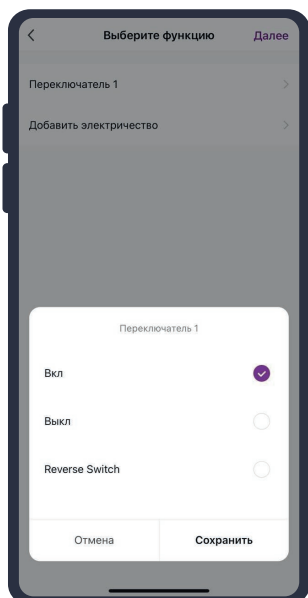 Выберите функцию
Далее
Переключатель 1
Добавить электричество
Переключатель 1
Вкл
Выкл
Reverse Switch
Отмена
Сохранить